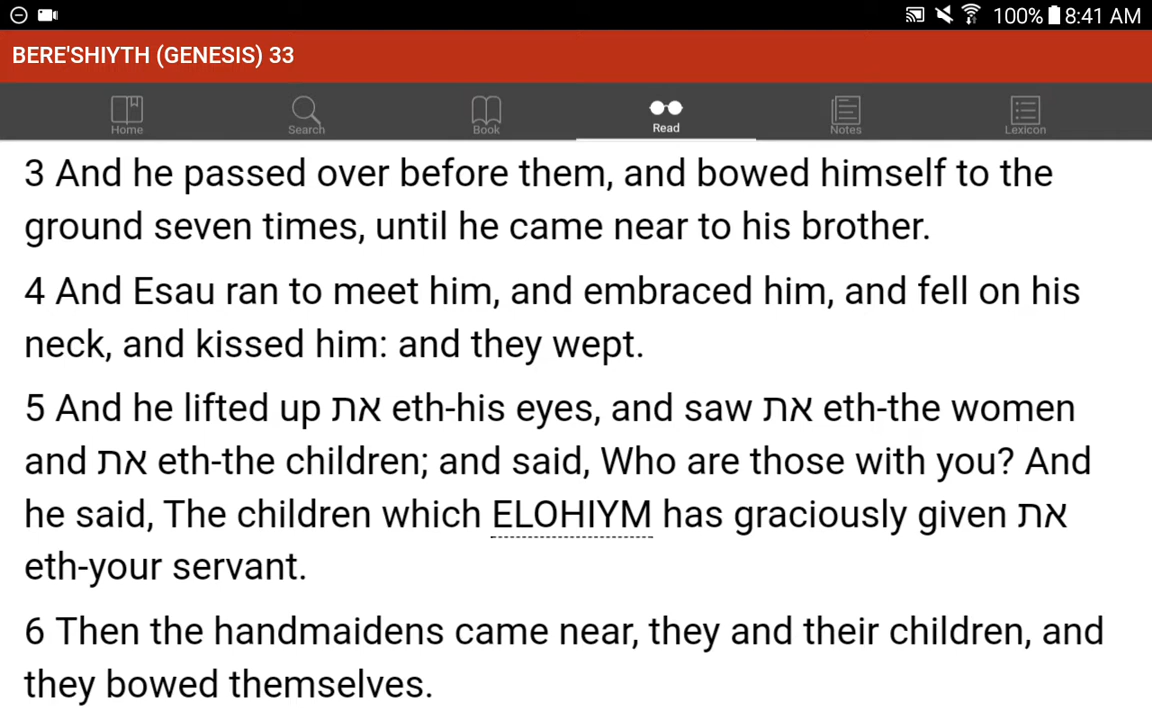 100% 8:41 AM
BERE'SHIYTH (GENESIS) 33
Home Search Book Read Notes Lexicon
3 And he passed over before them, and bowed himself to the
ground seven times, until he came near to his brother.
4 And Esau ran to meet him, and embraced him, and fell on his
neck, and kissed him: and they wept.
5 And he lifted up את eth-his eyes, and saw את eth-the women
and את eth-the children; and said, Who are those with you? And
he said, The children which ELOHIYM has graciously given את
eth-your servant.
6 Then the handmaidens came near, they and their children, and
they bowed themselves.